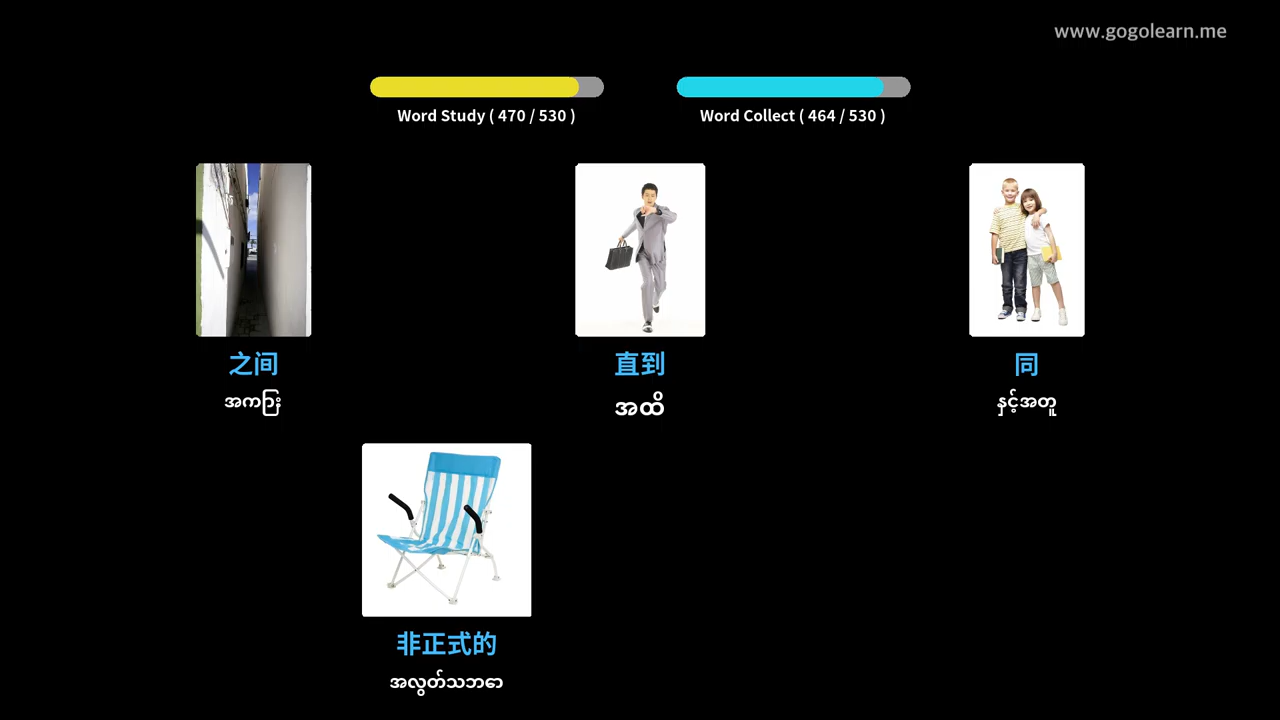 www.gogolearn.me
Word Study ( 470 / 530 )
Word Collect ( 464 / 530 )
之间
အကြား
直到
အထိ
同
နှင့်အတူ
非正式的
အလွတ်သဘော